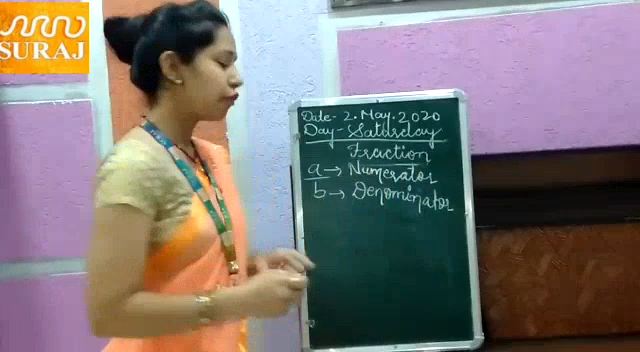 SURAJ
Date- 2. May. 2020
Day- Saturday
Fraction
a → Numerator
b → Denominator